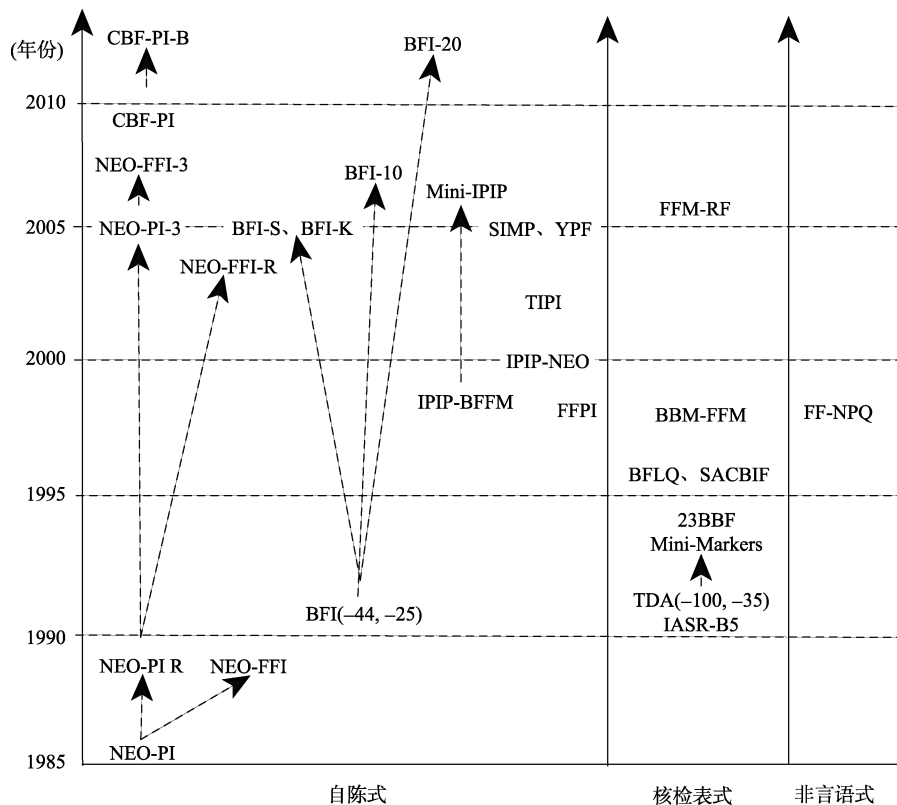 CBF-PI-B
BFI-20
(年份)
2010
CBF-PI
NEO-FFI-3
BFI-10
Mini-IPIP
FFM-RF
2005
NEO-PI-3
BFI-S、BFI-K
SIMP、YPF
NEO-FFI-R
TIPI
2000
IPIP-NEO
IPIP-BFFM
FFPI
BBM-FFM
FF-NPQ
BFLQ、SACBIF
1995
23BBF
Mini-Markers
TDA(–100, –35)
BFI(–44, –25)
IASR-B5
1990
NEO-PI R
NEO-FFI
NEO-PI
1985
自陈式
核检表式
非言语式